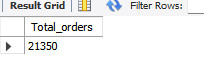 Result Grid Filter Rows:
Total_orders
21350